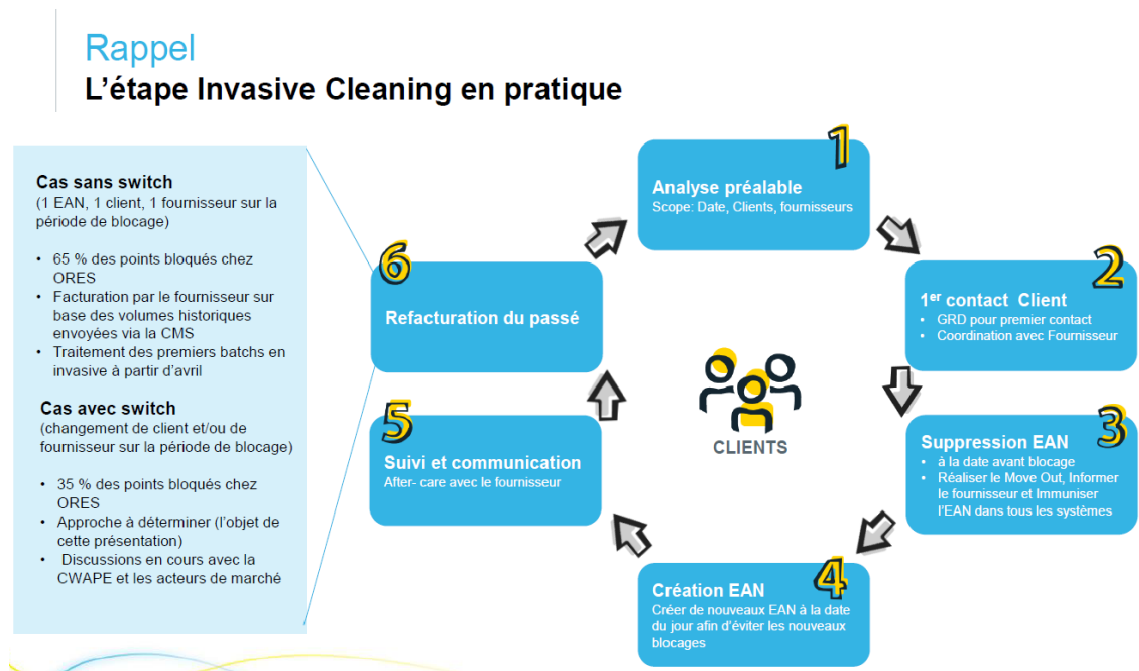 Rappel
L'étape Invasive Cleaning en pratique
Cas sans switch
(1 EAN, 1 client, 1 fournisseur sur la
période de blocage)
• 65 % des points bloqués chez
ORES
• Facturation par le fournisseur sur
base des volumes historiques
envoyées via la CMS
• Traitement des premiers batchs en
invasive à partir d'avril
Cas avec switch
(changement de client et/ou de
fournisseur sur la période de blocage)
• 35 % des points bloqués chez
ORES
• Approche à déterminer (l'objet de
cette présentation)
• Discussions en cours avec la
CWAPE et les acteurs de marché
1
Analyse préalable
Scope: Date, Clients, fournisseurs
2
1er contact Client
• GRD pour premier contact
• Coordination avec Fournisseur
3
Suppression EAN
• à la date avant blocage
• Réaliser le Move Out, Informer
le fournisseur et Immuniser
l'EAN dans tous les systèmes
4
Création EAN
Créer de nouveaux EAN à la date
du jour afin d'éviter les nouveaux
blocages
5
Suivi et communication
After- care avec le fournisseur
6
Refacturation du passé
CLIENTS